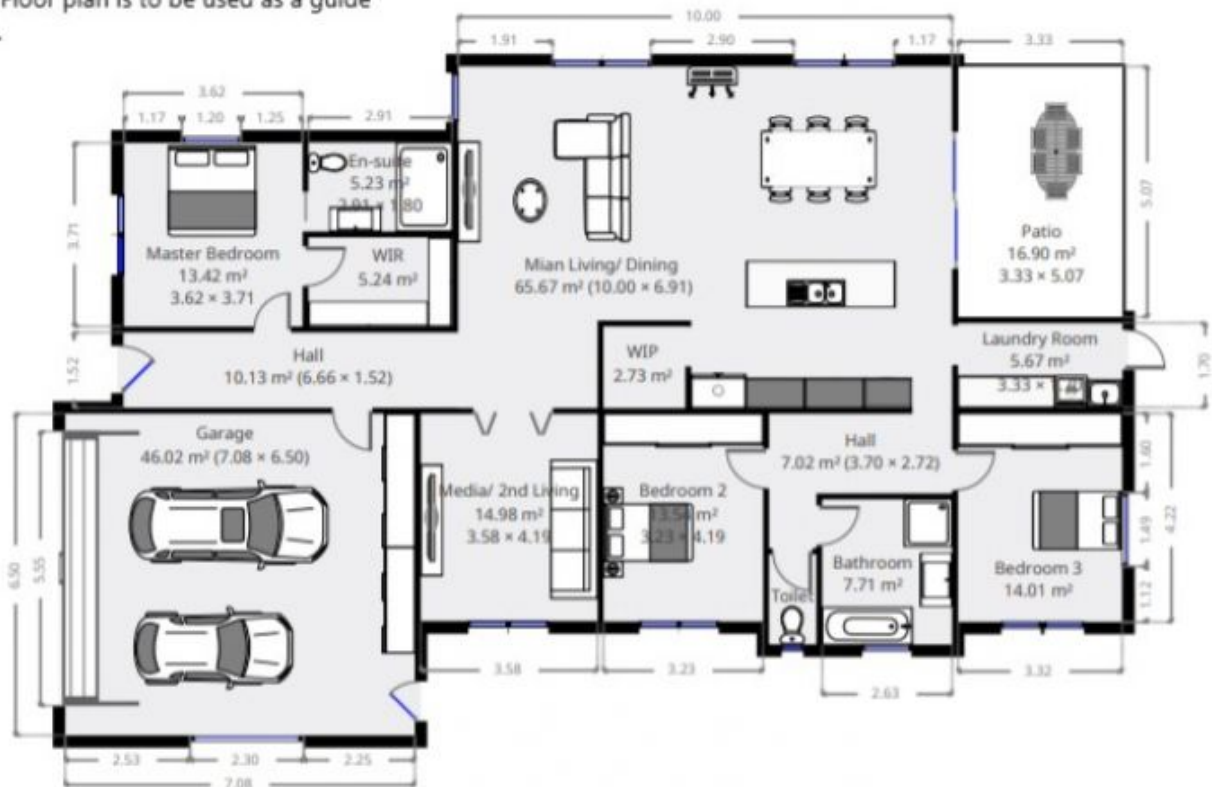 Floor plan is to be used as a guide
10.00
1.91
2.90
1.17
3.33
3.62
1.17
1.20
1.25
2.91
En-suite
5.23 m²
2.91 × 1.80
3.71
Master Bedroom
13.42 m²
3.62 × 3.71
WIR
5.24 m²
Mian Living/ Dining
65.67 m² (10.00 × 6.91)
Patio
16.90 m²
3.33 × 5.07
5.07
1.52
Hall
10.13 m² (6.66 × 1.52)
WIP
2.73 m²
Laundry Room
5.67 m²
3.33 ×
1.70
Garage
46.02 m² (7.08 × 6.50)
6.50
5.55
Media/ 2nd Living
14.98 m²
3.58 × 4.19
Bedroom 2
13.54 m²
3.23 × 4.19
Hall
7.02 m² (3.70 × 2.72)
Toilet
Bathroom
7.71 m²
Bedroom 3
14.01 m²
1.60
1.49
1.12
4.22
3.58
3.23
2.63
3.32
2.53
2.30
2.25
7.08